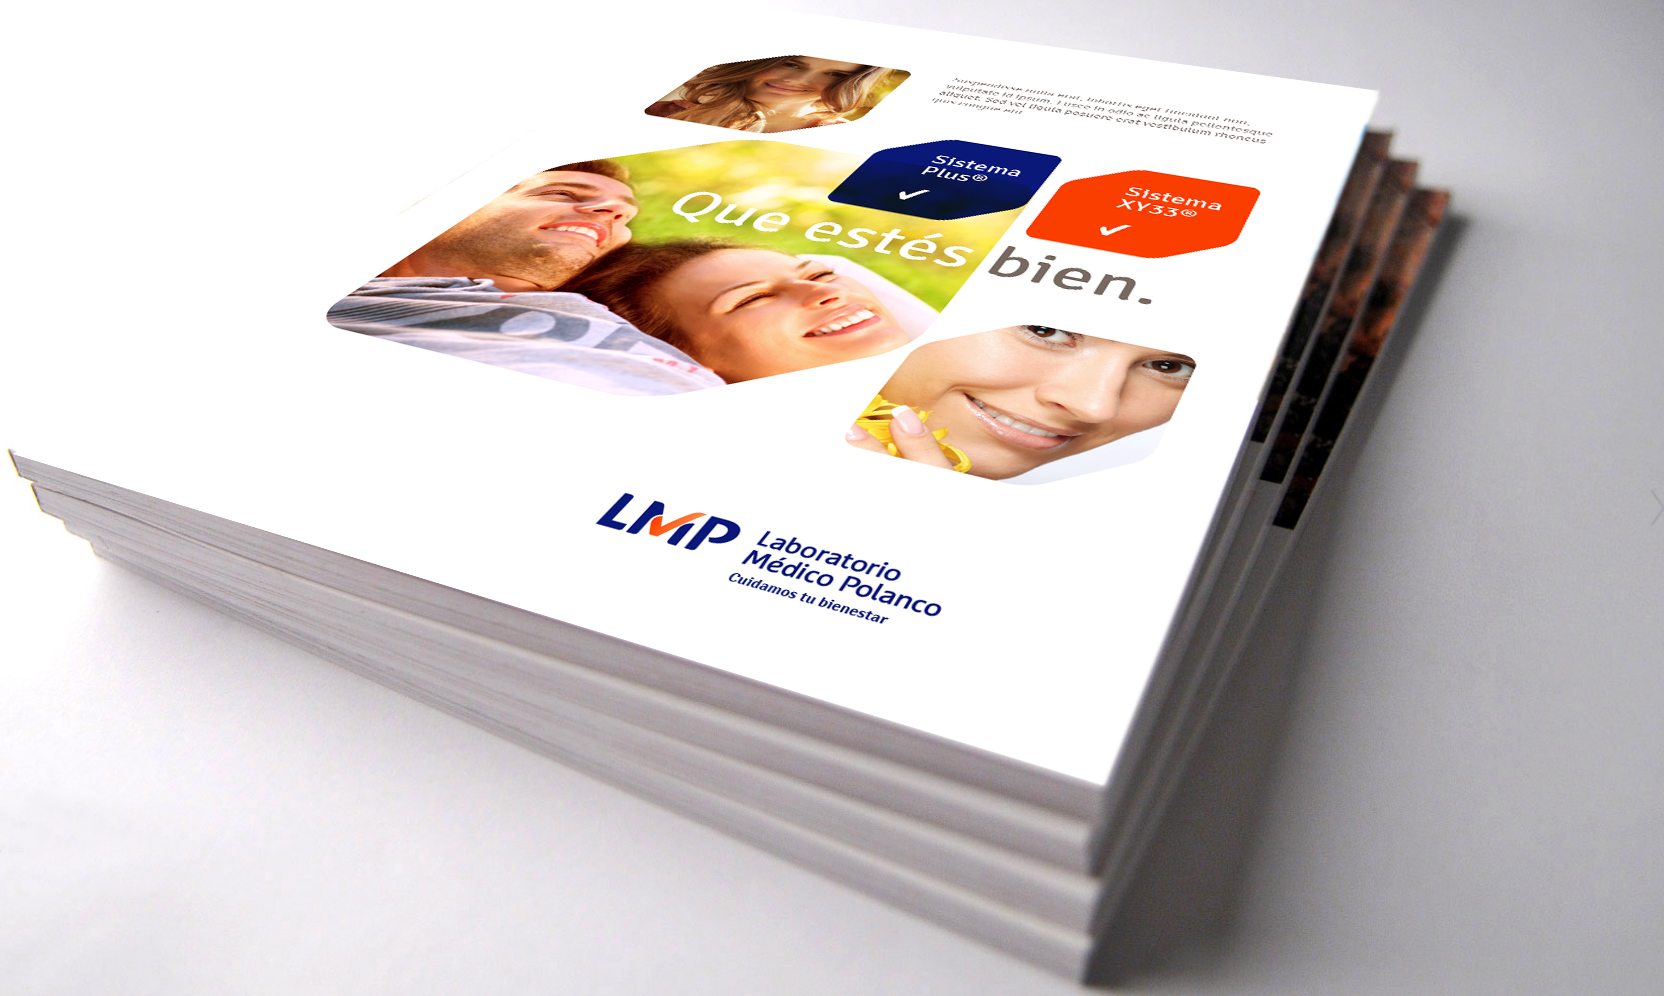 Suspendisse nulla erat, lobortis eget tincidunt non,
vulputate id ipsum. Fusce in odio ac ligula pellentesque
aliquet. Sed vel ligula posuere erat vestibulum rhoncus
quis congue
Sistema
Plus®
Sistema
XY33®
Que estés bien.
LMP
Laboratorio
Médico Polanco
Cuidamos tu bienestar